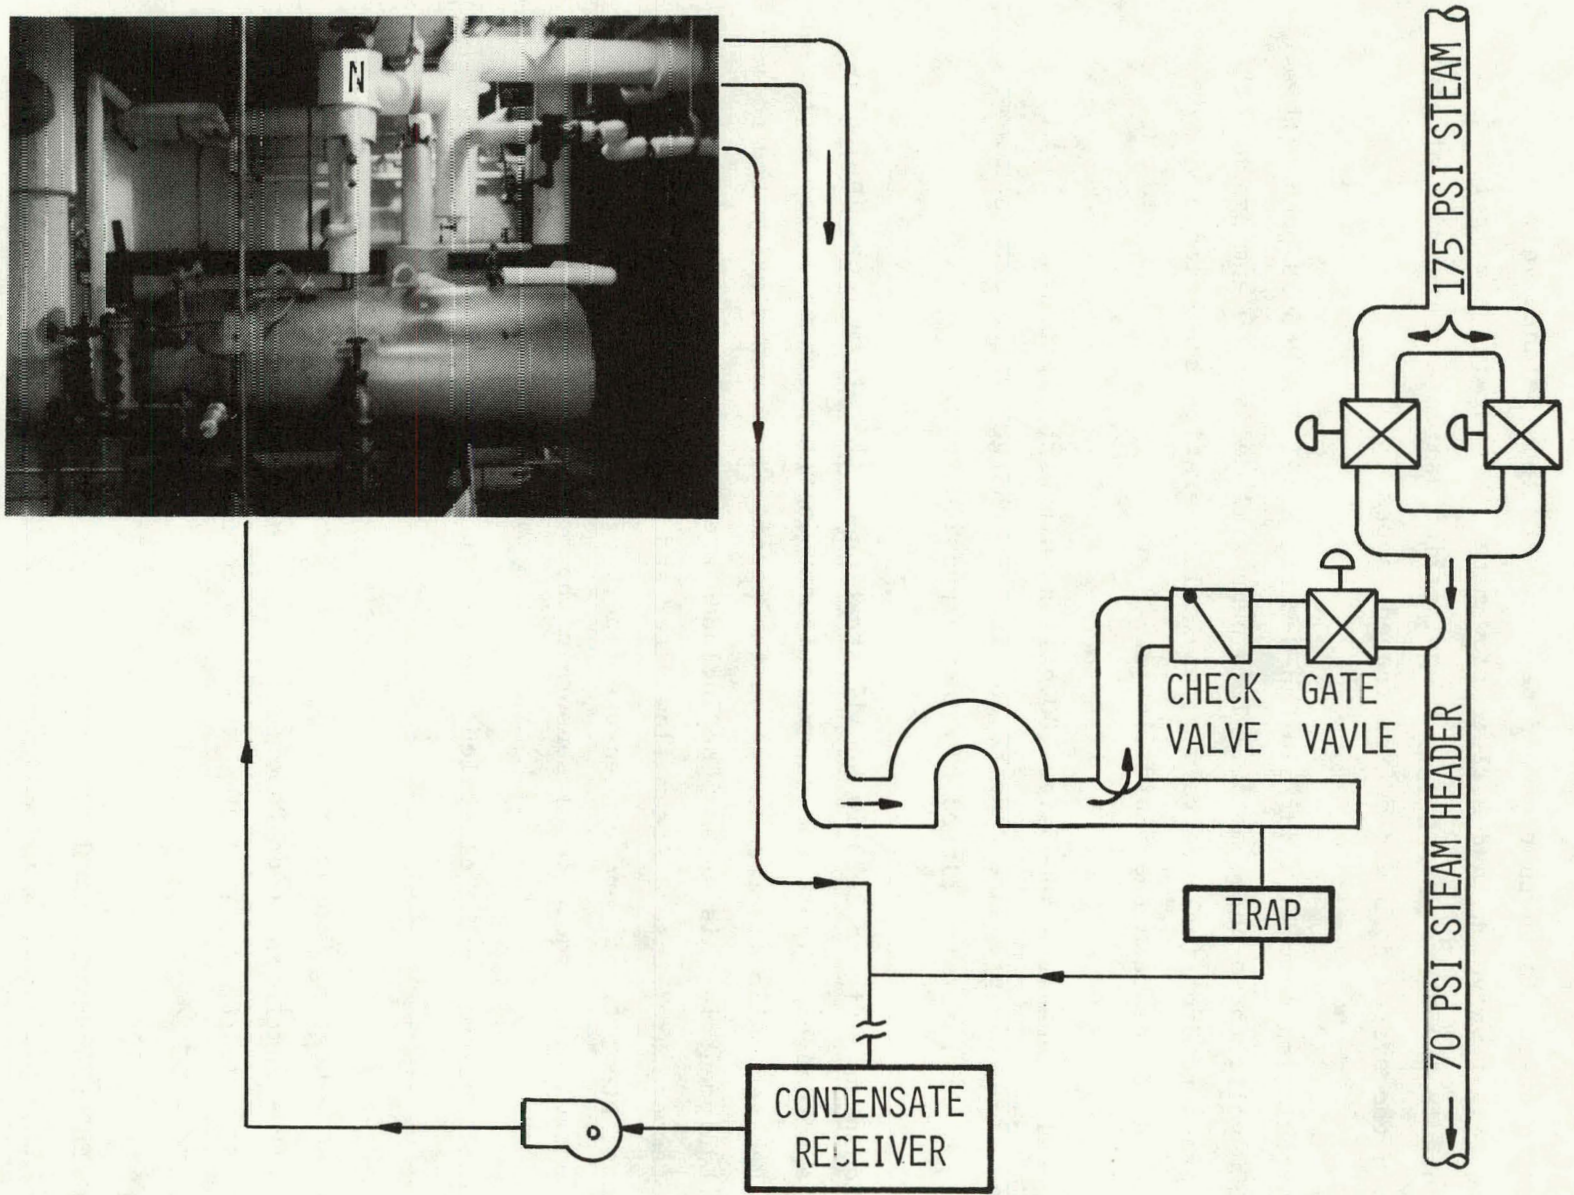 N
175 PSI STEAM
CHECK
VALVE
GATE
VAVLE
70 PSI STEAM HEADER
TRAP
CONDENSATE
RECEIVER